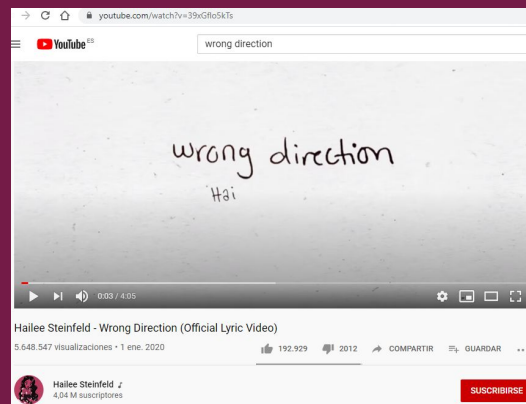 youtube.com/watch?v=39xGflo5kTs
YouTube ES
wrong direction
wrong direction
Hai
0:03 / 4:05
Hailee Steinfeld - Wrong Direction (Official Lyric Video)
5.648.547 visualizaciones • 1 ene. 2020
192.929 2012 COMPARTIR GUARDAR
Hailee Steinfeld
4,04 M suscriptores
SUSCRIBIRSE